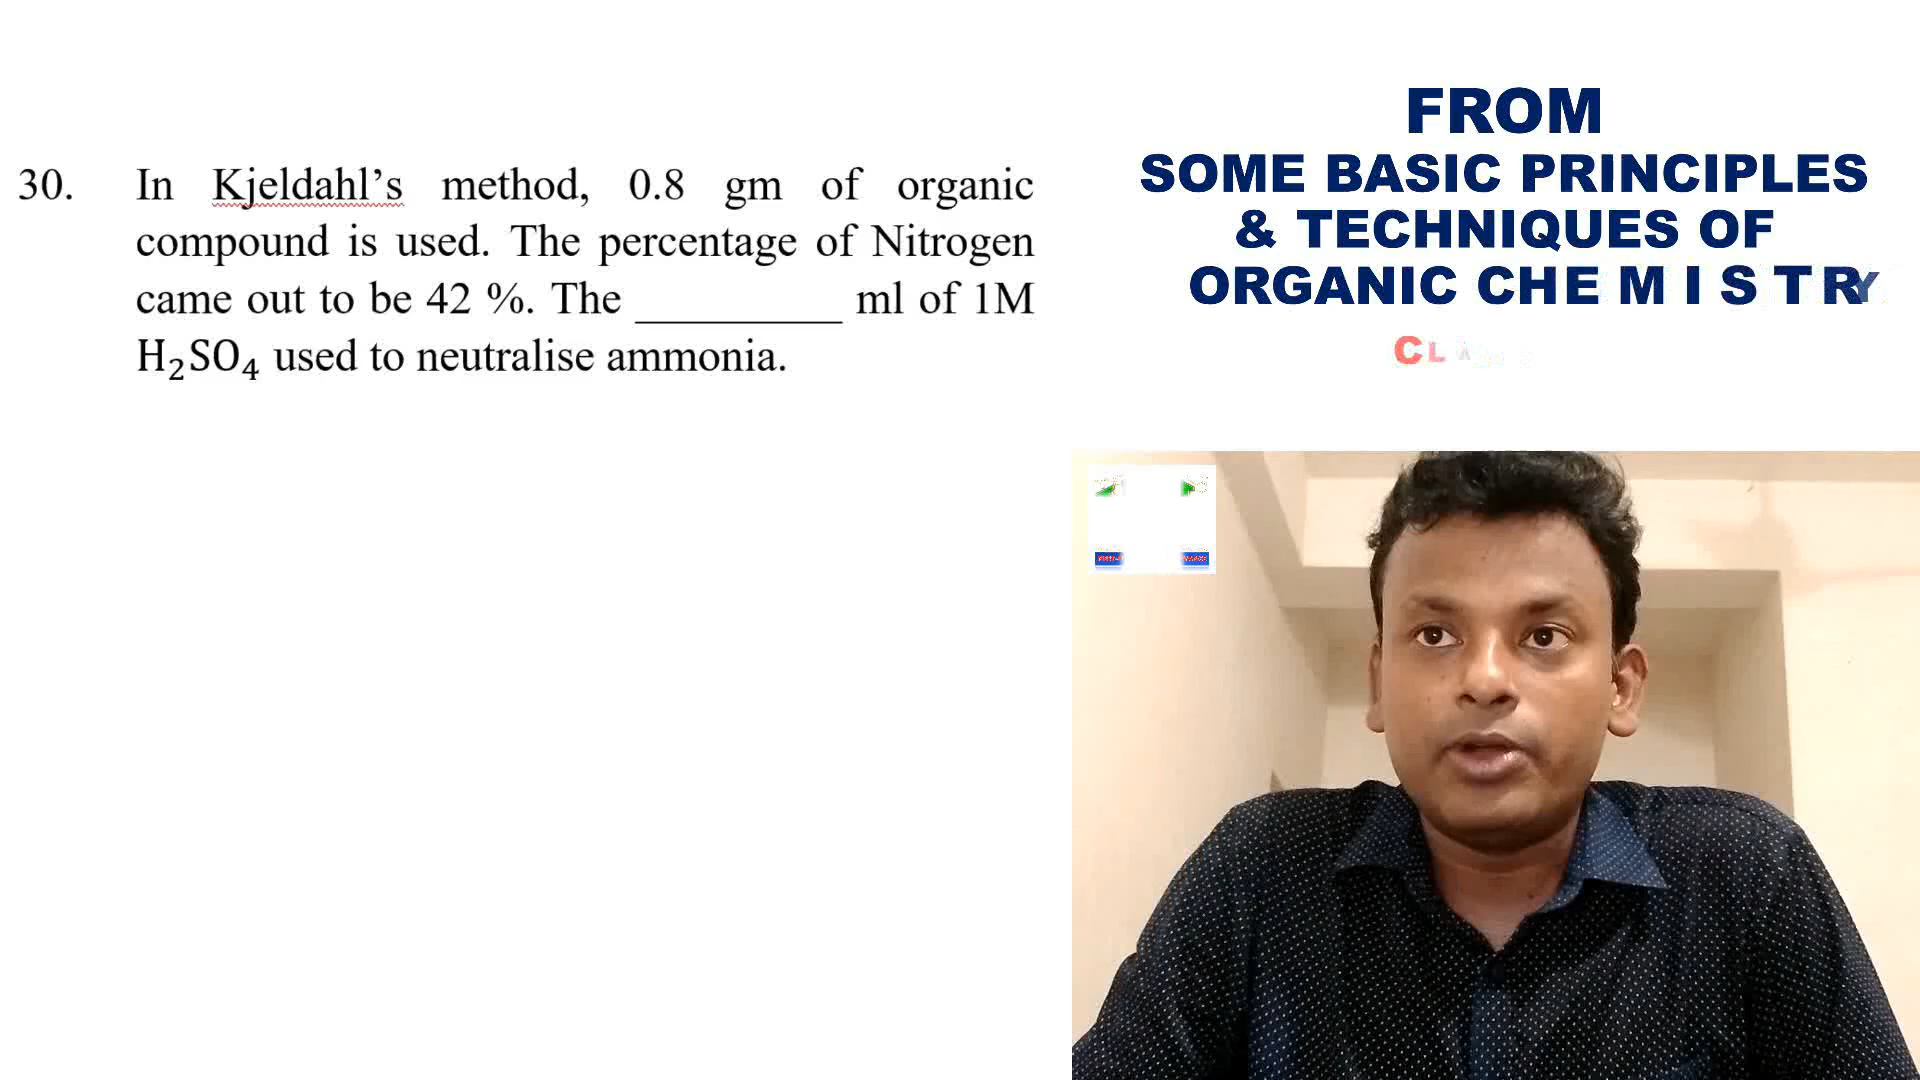 30. In Kjeldahl’s method, 0.8 gm of organic
compound is used. The percentage of Nitrogen
came out to be 42 %. The __________ ml of 1M
H₂SO₄ used to neutralise ammonia.
FROM
SOME BASIC PRINCIPLES
& TECHNIQUES OF
ORGANIC CHEMISTRY